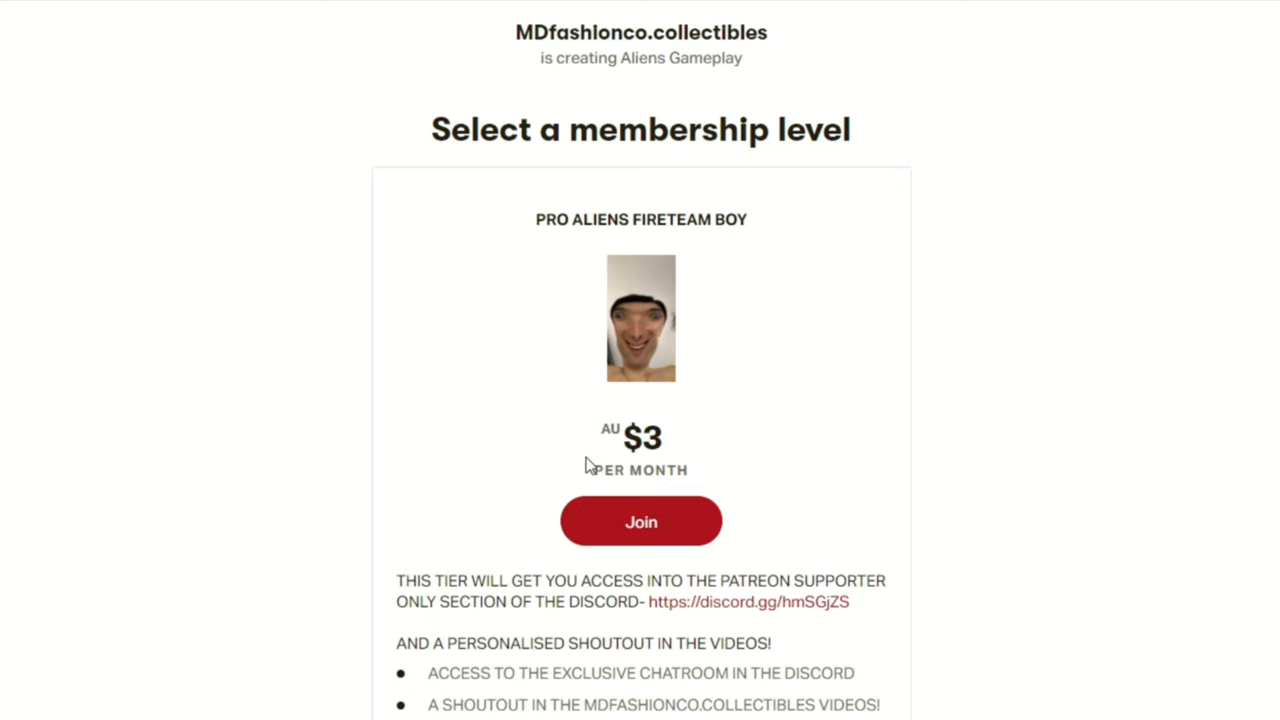 MDfashionco.collectibles
is creating Aliens Gameplay
Select a membership level
PRO ALIENS FIRETEAM BOY
AU $3
PER MONTH
Join
THIS TIER WILL GET YOU ACCESS INTO THE PATREON SUPPORTER
ONLY SECTION OF THE DISCORD- https://discord.gg/hmSGjZS
AND A PERSONALISED SHOUTOUT IN THE VIDEOS!
● ACCESS TO THE EXCLUSIVE CHATROOM IN THE DISCORD
● A SHOUTOUT IN THE MDFASHIONCO.COLLECTIBLES VIDEOS!